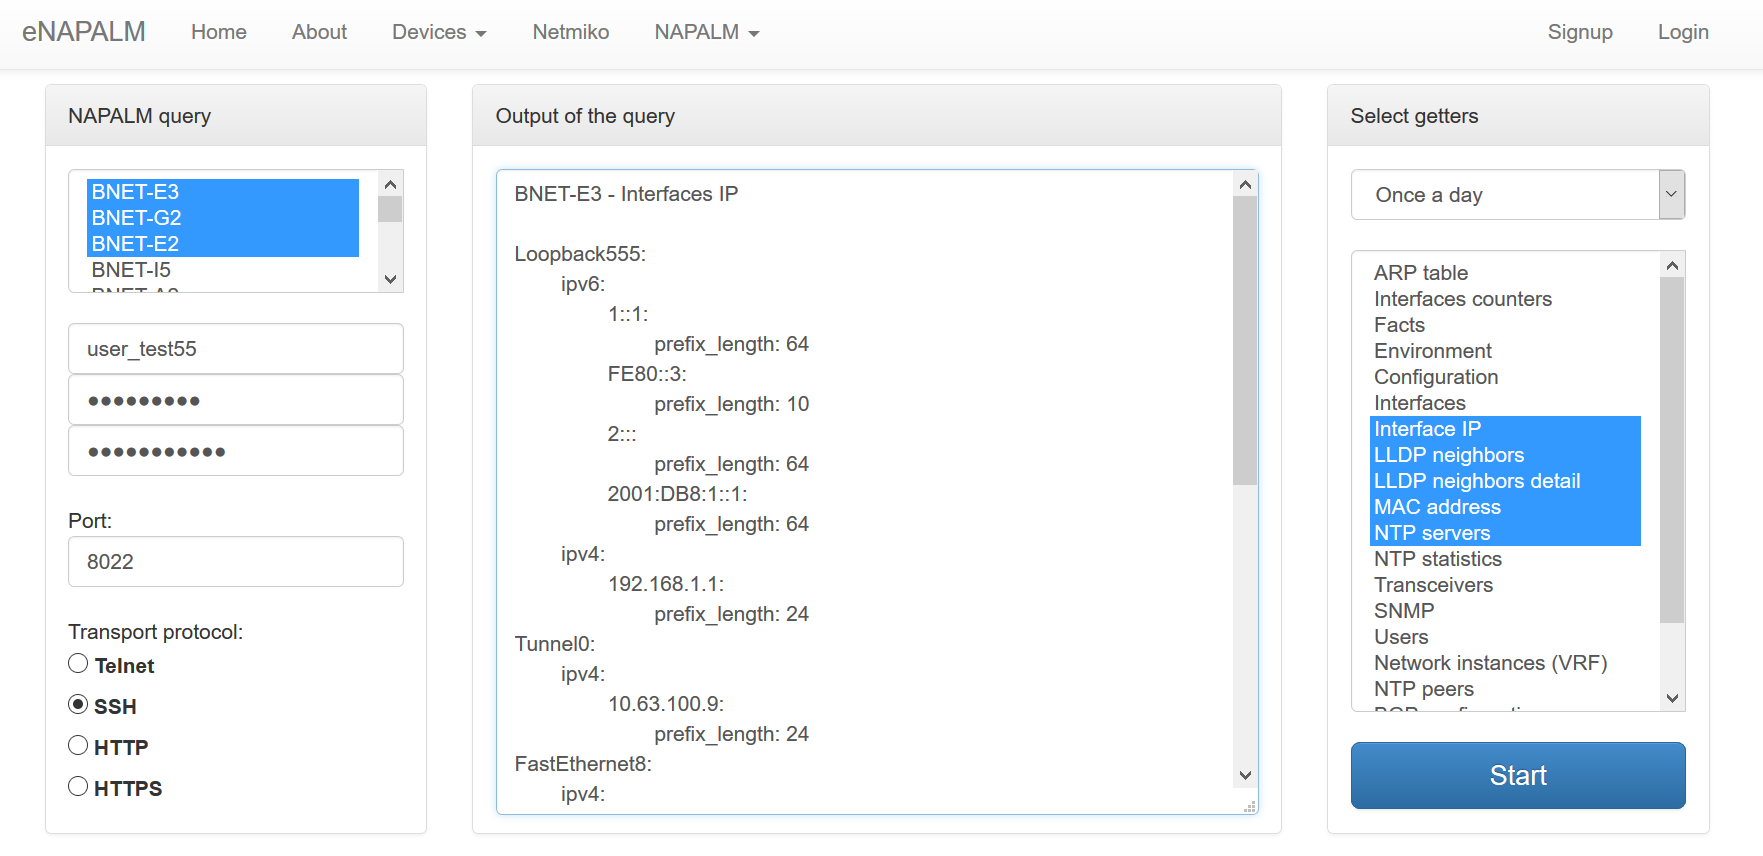 eNAPALM Home About Devices Netmiko NAPALM Signup Login
NAPALM query
BNET-E3
BNET-G2
BNET-E2
BNET-I5
user_test55
●●●●●●●●●
●●●●●●●●●●●
Port:
8022
Transport protocol:
Telnet
SSH
HTTP
HTTPS
Output of the query
BNET-E3 - Interfaces IP
Loopback555:
ipv6:
1::1:
prefix_length: 64
FE80::3:
prefix_length: 10
2:::
prefix_length: 64
2001:DB8:1::1:
prefix_length: 64
ipv4:
192.168.1.1:
prefix_length: 24
Tunnel0:
ipv4:
10.63.100.9:
prefix_length: 24
FastEthernet8:
ipv4:
Select getters
Once a day
ARP table
Interfaces counters
Facts
Environment
Configuration
Interfaces
Interface IP
LLDP neighbors
LLDP neighbors detail
MAC address
NTP servers
NTP statistics
Transceivers
SNMP
Users
Network instances (VRF)
NTP peers
Start